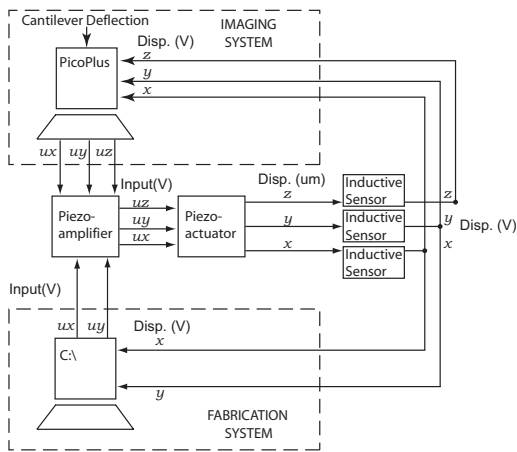 Cantilever Deflection
IMAGING
SYSTEM
Disp. (V)
PicoPlus
z
y
x
ux uy uz
Input(V)
Disp. (um)
Piezo-
amplifier
uz
uy
ux
Piezo-
actuator
z
y
x
Inductive
Sensor
Inductive
Sensor
Inductive
Sensor
z
y
x
Disp. (V)
Input(V)
ux uy
Disp. (V)
x
C:\
y
FABRICATION
SYSTEM